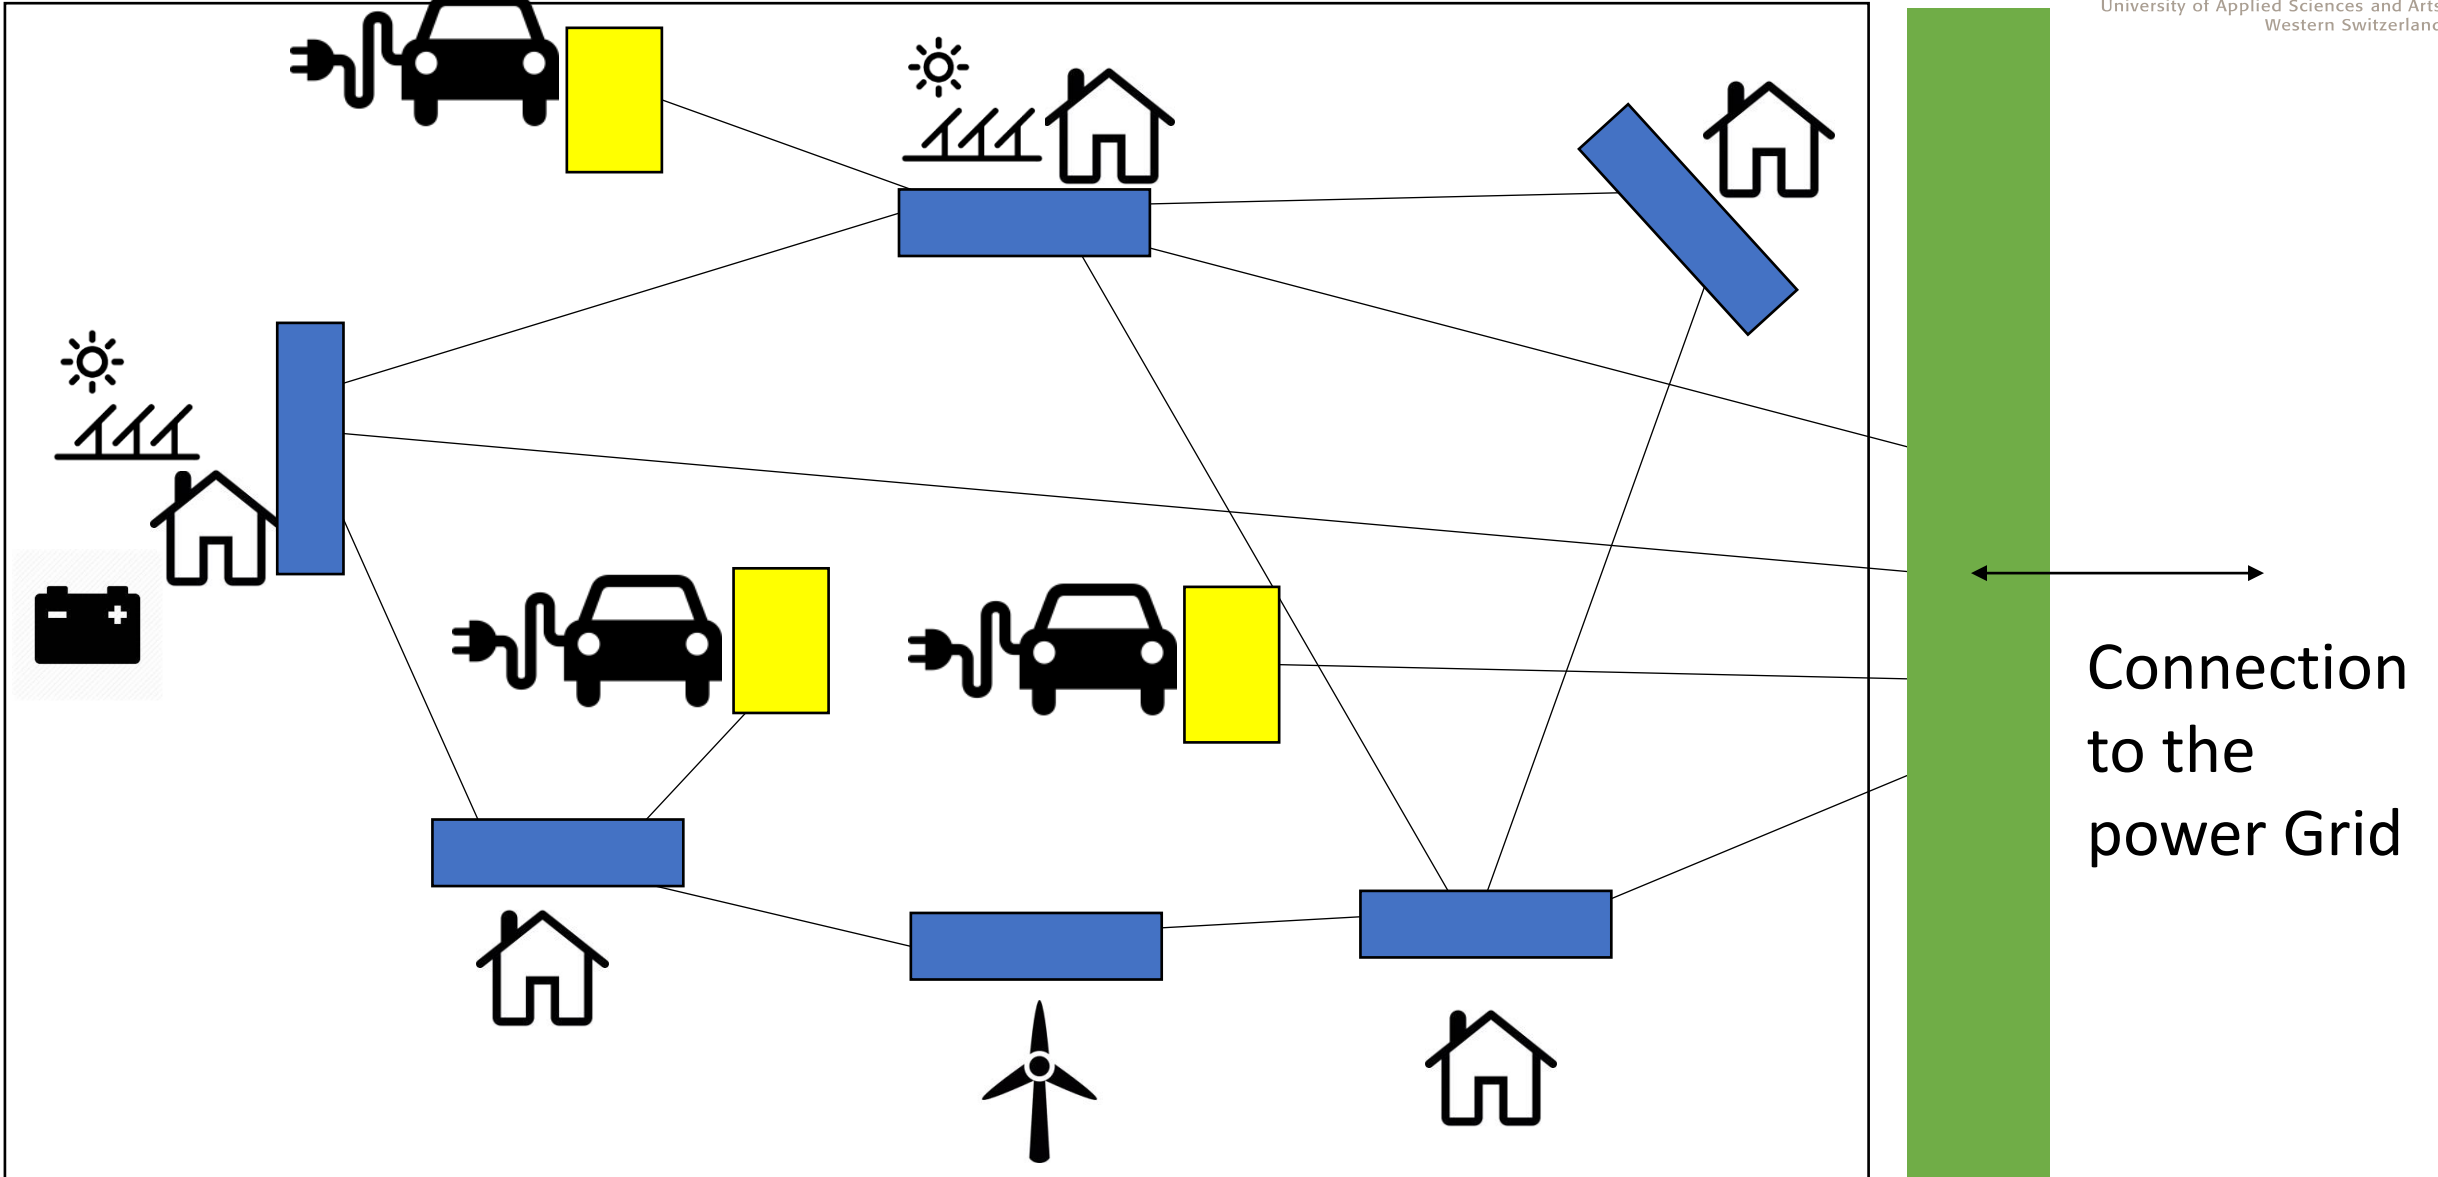 University of Applied Sciences and Arts
Western Switzerland
Connection
to the
power Grid